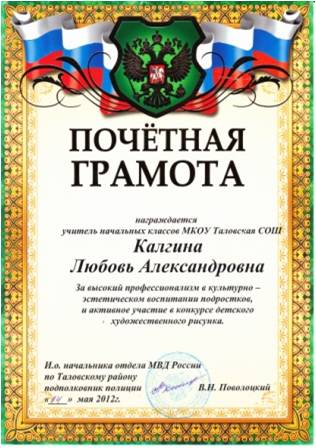 ПОЧЁТНАЯ
ГРАМОТА
награждается
учитель начальных классов МКОУ Таловская СОШ
Калгина
Любовь Александровна
За высокий профессионализм в культурно –
эстетическом воспитании подростков,
и активное участие в конкурсе детского
художественного рисунка.
И.о. начальника отдела МВД России
по Таловскому району
подполковник полиции В.Н. Поволоцкий
«14» мая 2012г.